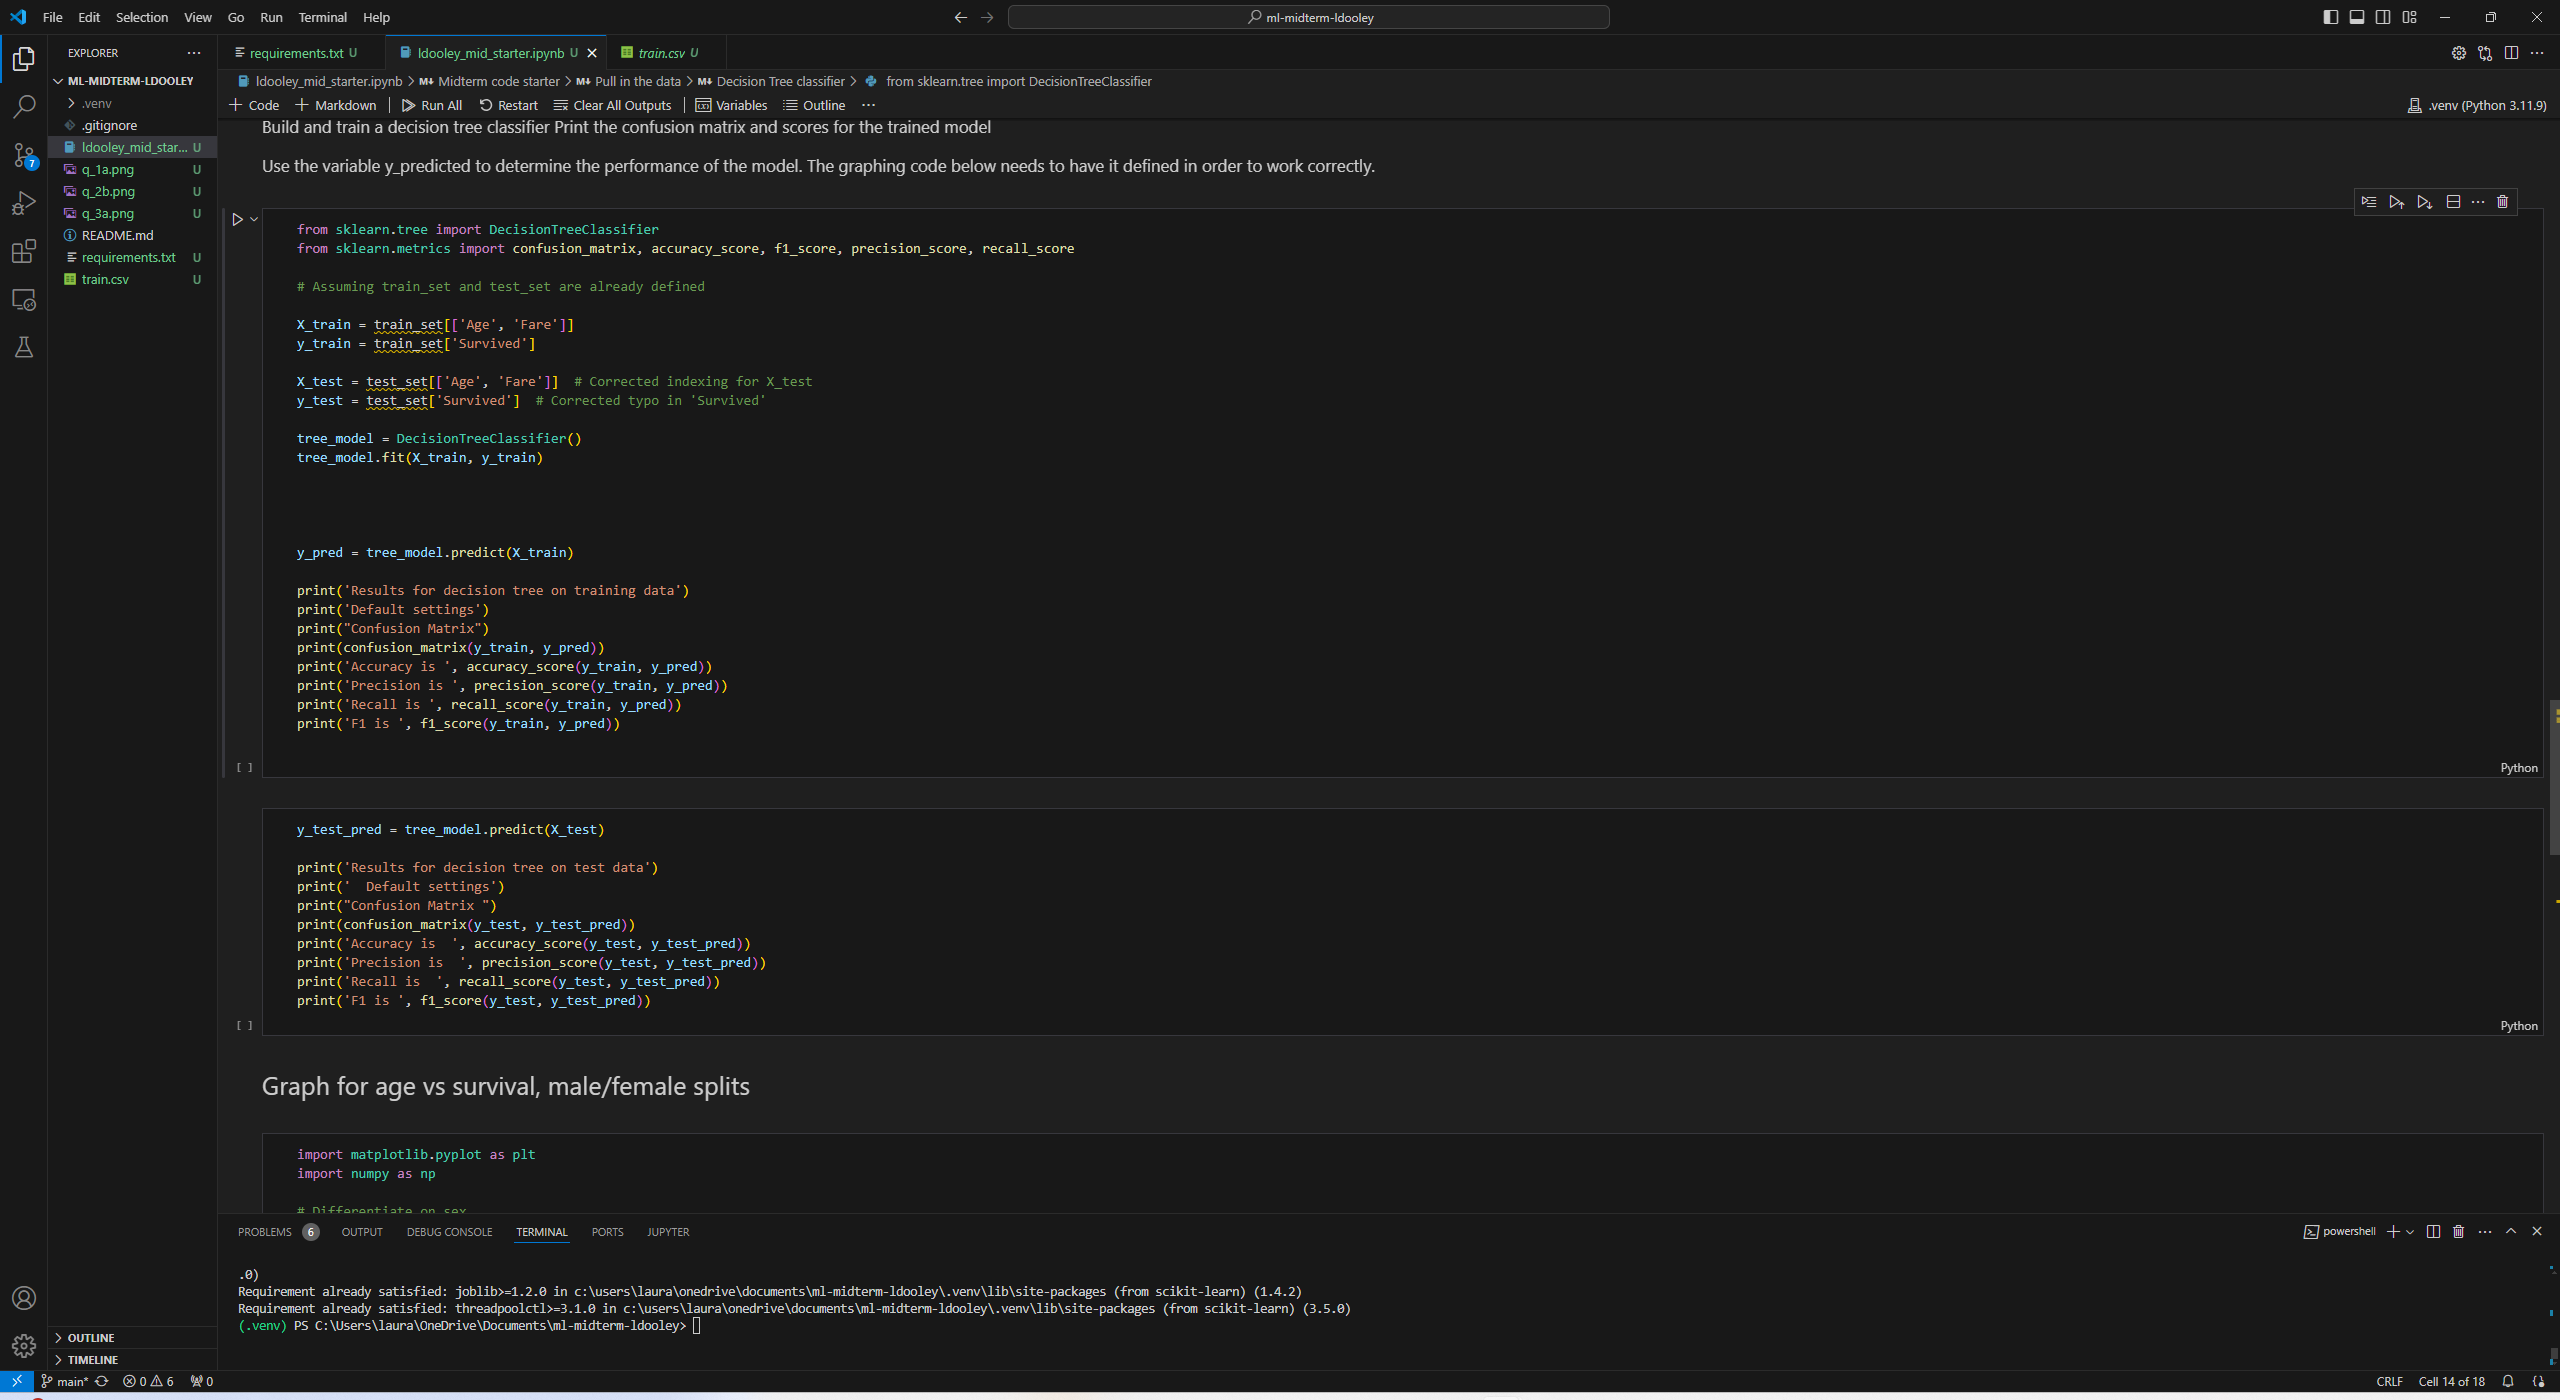 File Edit Selection View Go Run Terminal Help
ml-midterm-ldooley
EXPLORER
ML-MIDTERM-LDOOLEY
.venv
.gitignore
ldooley_mid_star... U
q_1a.png U
q_2b.png U
q_3a.png U
README.md
requirements.txt U
train.csv U
7
OUTLINE
TIMELINE
requirements.txt U
ldooley_mid_starter.ipynb U
train.csv U
ldooley_mid_starter.ipynb > Midterm code starter > Pull in the data > Decision Tree classifier > from sklearn.tree import DecisionTreeClassifier
+ Code + Markdown | Run All Restart Clear All Outputs | Variables Outline ...
.venv (Python 3.11.9)
Build and train a decision tree classifier Print the confusion matrix and scores for the trained model
Use the variable y_predicted to determine the performance of the model. The graphing code below needs to have it defined in order to work correctly.
from sklearn.tree import DecisionTreeClassifier
from sklearn.metrics import confusion_matrix, accuracy_score, f1_score, precision_score, recall_score
# Assuming train_set and test_set are already defined
X_train = train_set[['Age', 'Fare']]
y_train = train_set['Survived']
X_test = test_set[['Age', 'Fare']]  # Corrected indexing for X_test
y_test = test_set['Survived']  # Corrected typo in 'Survived'
tree_model = DecisionTreeClassifier()
tree_model.fit(X_train, y_train)
y_pred = tree_model.predict(X_train)
print('Results for decision tree on training data')
print('Default settings')
print("Confusion Matrix")
print(confusion_matrix(y_train, y_pred))
print('Accuracy is ', accuracy_score(y_train, y_pred))
print('Precision is ', precision_score(y_train, y_pred))
print('Recall is ', recall_score(y_train, y_pred))
print('F1 is ', f1_score(y_train, y_pred))
[ ]
Python
y_test_pred = tree_model.predict(X_test)
print('Results for decision tree on test data')
print('  Default settings')
print("Confusion Matrix ")
print(confusion_matrix(y_test, y_test_pred))
print('Accuracy is  ', accuracy_score(y_test, y_test_pred))
print('Precision is  ', precision_score(y_test, y_test_pred))
print('Recall is  ', recall_score(y_test, y_test_pred))
print('F1 is ', f1_score(y_test, y_test_pred))
[ ]
Python
Graph for age vs survival, male/female splits
import matplotlib.pyplot as plt
import numpy as np
# Differentiate on sex
PROBLEMS 6 OUTPUT DEBUG CONSOLE TERMINAL PORTS JUPYTER
powershell
.0)
Requirement already satisfied: joblib>=1.2.0 in c:\users\laura\onedrive\documents\ml-midterm-ldooley\.venv\lib\site-packages (from scikit-learn) (1.4.2)
Requirement already satisfied: threadpoolctl>=3.1.0 in c:\users\laura\onedrive\documents\ml-midterm-ldooley\.venv\lib\site-packages (from scikit-learn) (3.5.0)
(.venv) PS C:\Users\laura\OneDrive\Documents\ml-midterm-ldooley>
main* 0 6 0
CRLF Cell 14 of 18